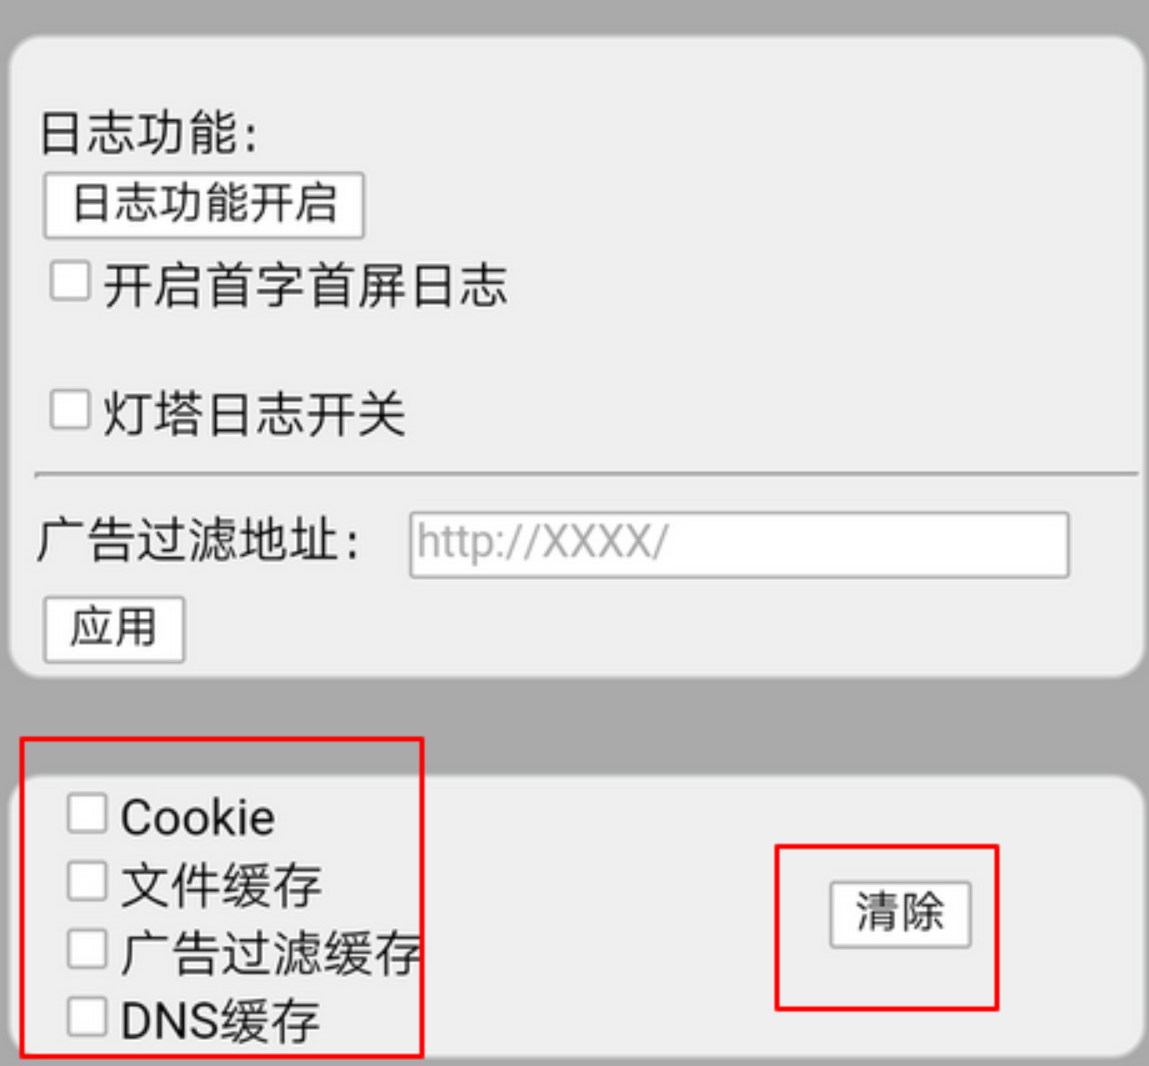 日志功能:
日志功能开启
开启首字首屏日志
灯塔日志开关
广告过滤地址: http://XXXX/
应用
Cookie
文件缓存
广告过滤缓存
DNS缓存
清除